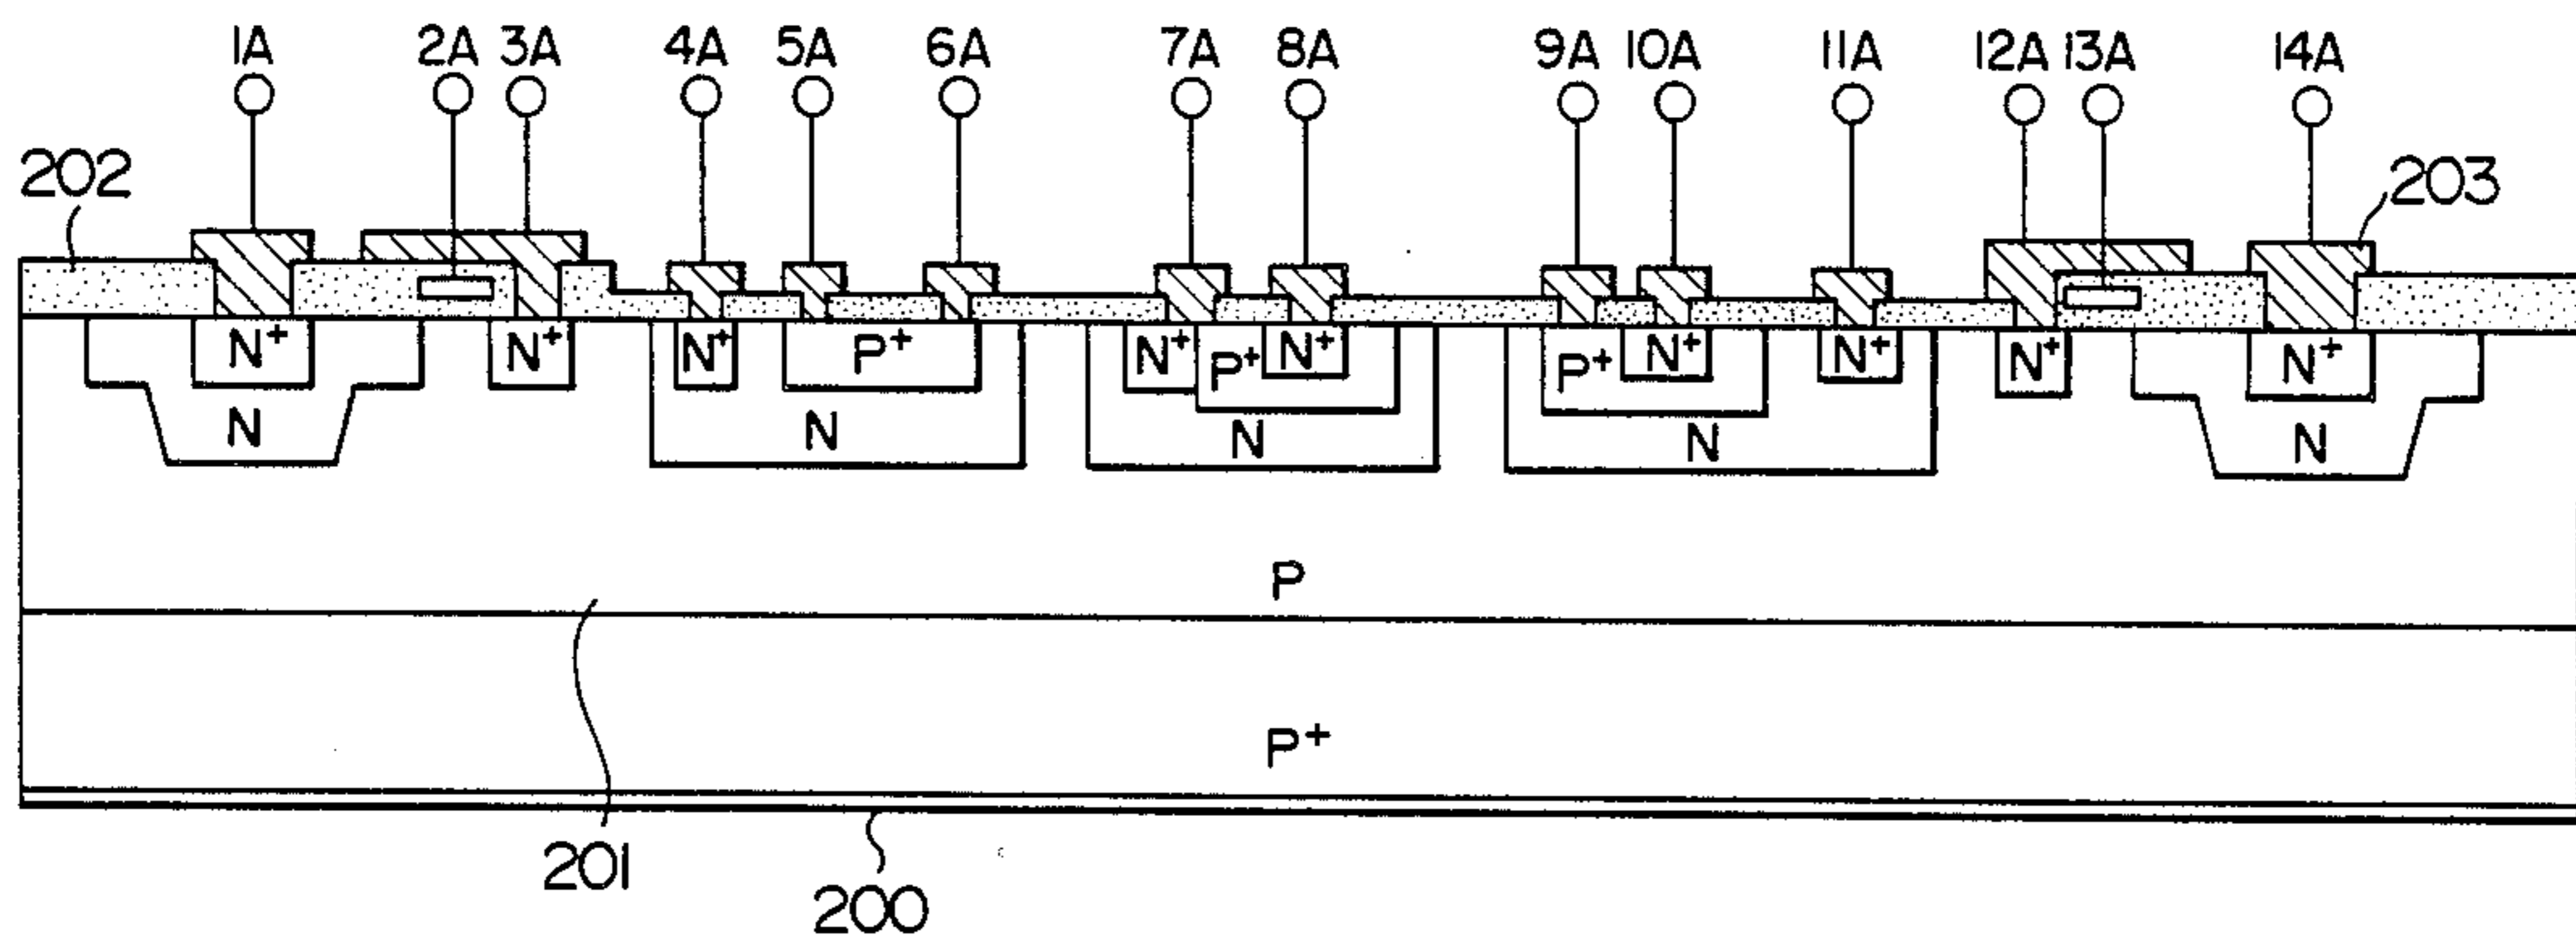 1A 2A 3A 4A 5A 6A 7A 8A 9A 10A 11A 12A 13A 14A
202 203
N+ N+ N+ P+ N+ P+ N+ P+ N+ N+ N+ N+
N N N N N
P
P+
201
200